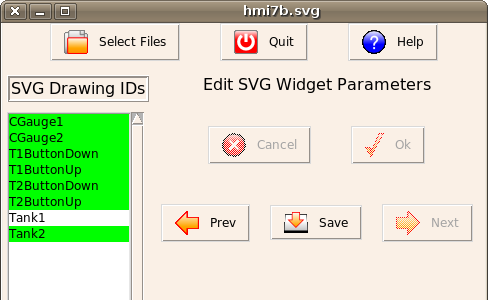 hmi7b.svg
Select Files
Quit
Help
SVG Drawing IDs
Edit SVG Widget Parameters
CGauge1
CGauge2
T1ButtonDown
T1ButtonUp
T2ButtonDown
T2ButtonUp
Tank1
Tank2
Cancel
Ok
Prev
Save
Next